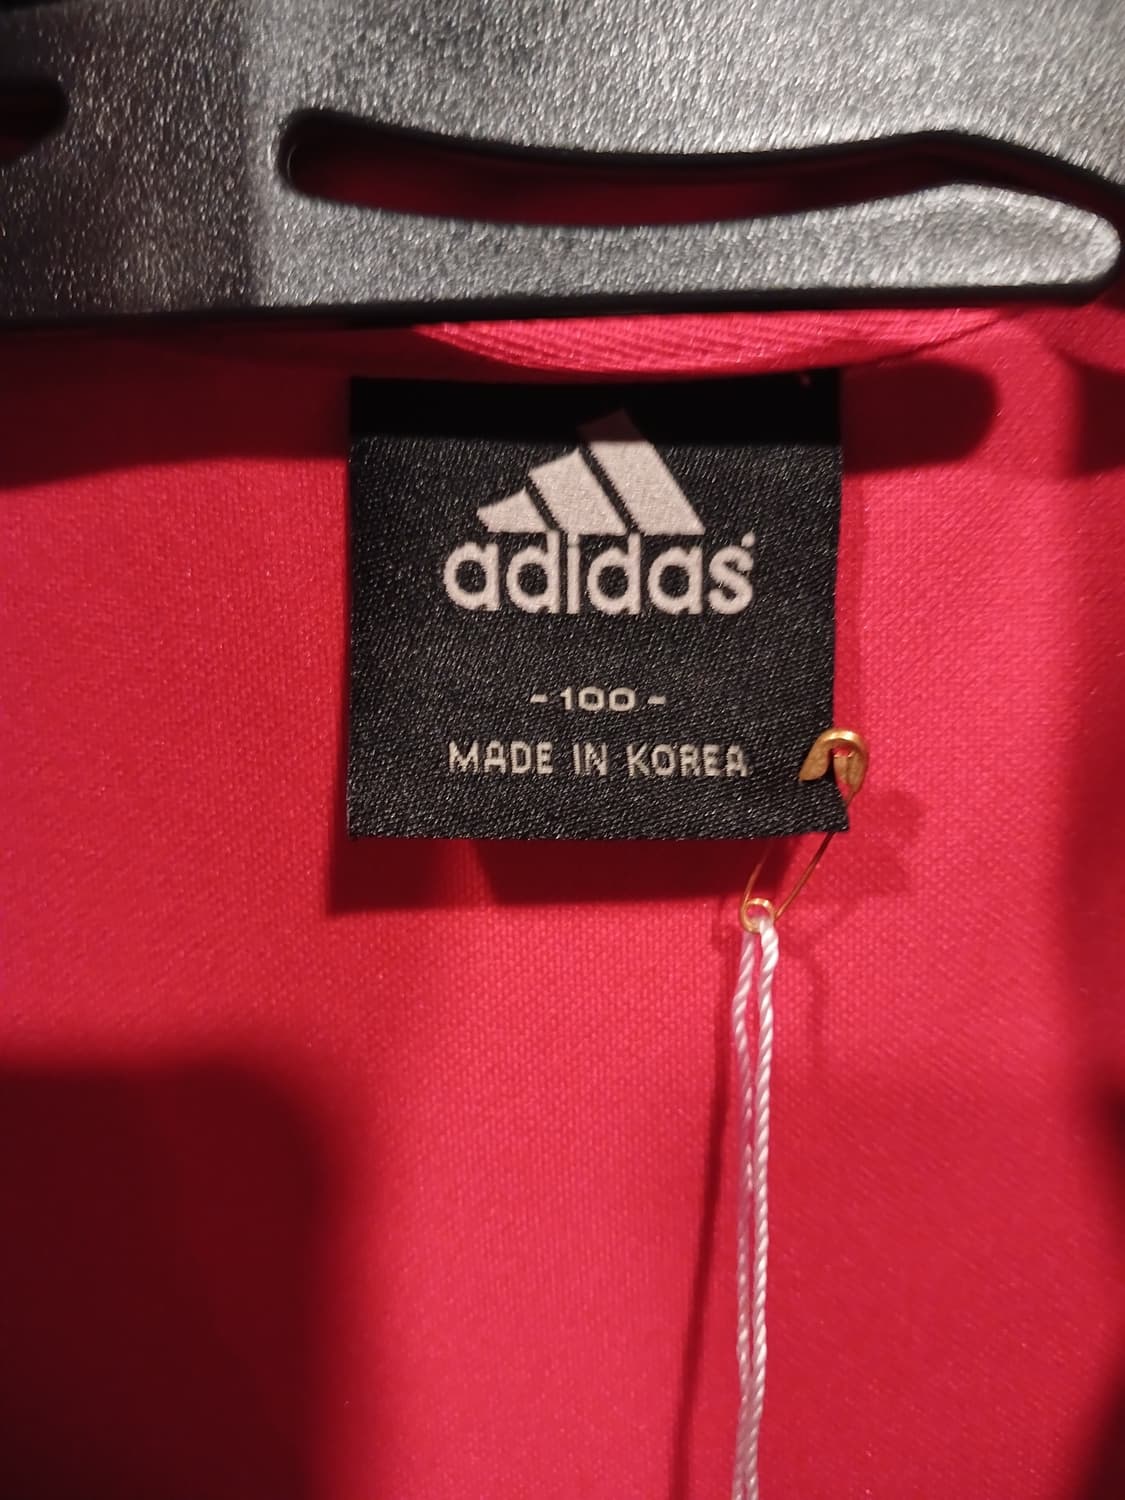 adidas
- 100 -
MADE IN KOREA